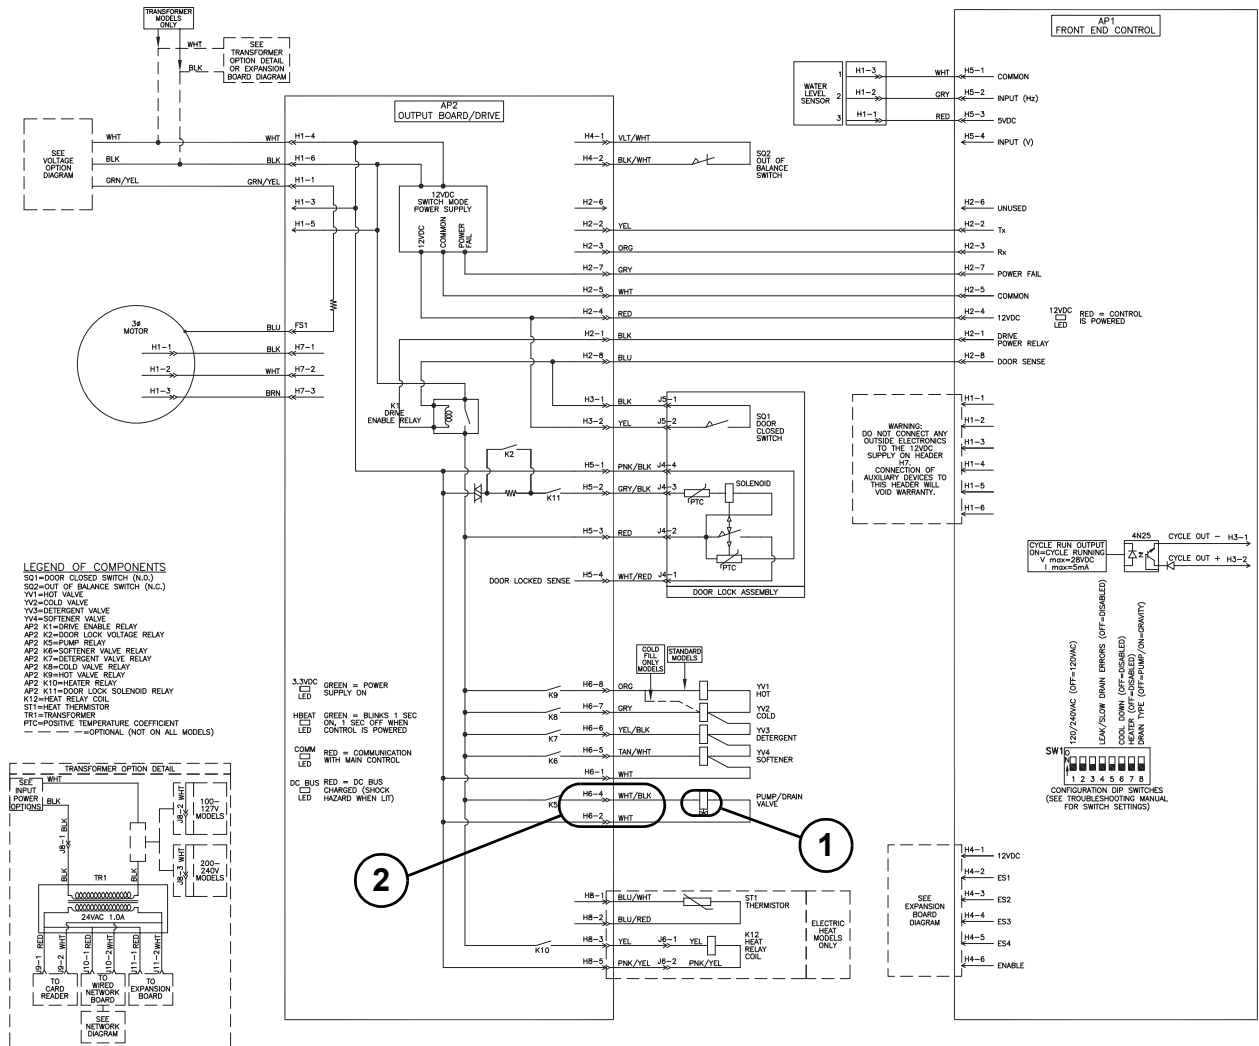 TRANSFORMER
MODELS
ONLY
WHT
BLK
SEE
TRANSFORMER
OPTION DETAIL
OR EXPANSION
BOARD DIAGRAM
SEE
VOLTAGE
OPTION
DIAGRAM
WHT
BLK
GRN/YEL
WHT
BLK
GRN/YEL
H1-4
H1-6
H1-1
H1-3
H1-5
AP2
OUTPUT BOARD/DRIVE
12VDC
SWITCH MODE
POWER SUPPLY
12VDC
COMMON
POWER
FAIL
H4-1 VLT/WHT
H4-2 BLK/WHT
SQ2
OUT OF
BALANCE
SWITCH
H2-6
H2-2 YEL
H2-3 ORG
H2-7 GRY
H2-5 WHT
H2-4 RED
H2-1 BLK
H2-8 BLU
AP1
FRONT END CONTROL
WATER
LEVEL
SENSOR
1 H1-3 WHT H5-1 COMMON
2 H1-2 GRY H5-2 INPUT (Hz)
3 H1-1 RED H5-3 5VDC
H5-4 INPUT (V)
H2-6 UNUSED
H2-2 Tx
H2-3 Rx
H2-7 POWER FAIL
H2-5 COMMON
H2-4 12VDC
H2-1 DRIVE
POWER RELAY
H2-8 DOOR SENSE
12VDC
LED
RED = CONTROL
IS POWERED
3ø
MOTOR
BLU FS1
H1-1 BLK H7-1
H1-2 WHT H7-2
H1-3 BRN H7-3
K1
DRIVE
ENABLE RELAY
K2
K11
H3-1 BLK J5-1
H3-2 YEL J5-2
SQ1
DOOR
CLOSED
SWITCH
H5-1 PNK/BLK J4-4
H5-2 GRY/BLK J4-3
PTC
SOLENOID
H5-3 RED J4-2
PTC
DOOR LOCKED SENSE H5-4 WHT/RED J4-1
DOOR LOCK ASSEMBLY
WARNING:
DO NOT CONNECT ANY
OUTSIDE ELECTRONICS
TO THE 12VDC
SUPPLY ON HEADER
H7.
CONNECTION OF
AUXILIARY DEVICES TO
THIS HEADER WILL
VOID WARRANTY.
H1-1
H1-2
H1-3
H1-4
H1-5
H1-6
CYCLE RUN OUTPUT
ON=CYCLE RUNNING
V max=28VDC
I max=5mA
4N25
CYCLE OUT - H3-1
CYCLE OUT + H3-2
LEGEND OF COMPONENTS
SQ1=DOOR CLOSED SWITCH (N.O.)
SQ2=OUT OF BALANCE SWITCH (N.C.)
YV1=HOT VALVE
YV2=COLD VALVE
YV3=DETERGENT VALVE
YV4=SOFTENER VALVE
AP2 K1=DRIVE ENABLE RELAY
AP2 K2=DOOR LOCK VOLTAGE RELAY
AP2 K5=PUMP RELAY
AP2 K6=SOFTENER VALVE RELAY
AP2 K7=DETERGENT VALVE RELAY
AP2 K8=COLD VALVE RELAY
AP2 K9=HOT VALVE RELAY
AP2 K10=HEATER RELAY
AP2 K11=DOOR LOCK SOLENOID RELAY
K12=HEAT RELAY COIL
ST1=HEAT THERMISTOR
TR1=TRANSFORMER
PTC=POSITIVE TEMPERATURE COEFFICIENT
=OPTIONAL (NOT ON ALL MODELS)
3.3VDC
LED
GREEN = POWER
SUPPLY ON
HBEAT
LED
GREEN = BLINKS 1 SEC
ON, 1 SEC OFF WHEN
CONTROL IS POWERED
COMM
LED
RED = COMMUNICATION
WITH MAIN CONTROL
DC BUS
LED
RED = DC BUS
CHARGED (SHOCK
HAZARD WHEN LIT)
COLD
FILL
ONLY
MODELS
STANDARD
MODELS
K9 H6-8 ORG
YV1
HOT
K8 H6-7 GRY
YV2
COLD
K7 H6-6 YEL/BLK
YV3
DETERGENT
K6 H6-5 TAN/WHT
YV4
SOFTENER
H6-1 WHT
K5 H6-4 WHT/BLK
PUMP/DRAIN
VALVE
H6-2 WHT
1
2
H8-1 BLU/WHT
ST1
THERMISTOR
H8-2 BLU/RED
K10 H8-3 YEL J6-1 YEL
K12
HEAT
RELAY
COIL
H8-5 PNK/YEL J6-2 PNK/YEL
ELECTRIC
HEAT
MODELS
ONLY
120/240VAC (OFF=120VAC)
LEAK/SLOW DRAIN ERRORS (OFF=DISABLED)
COOL DOWN (OFF=DISABLED)
HEATER (OFF=DISABLED)
DRAIN TYPE (OFF=PUMP/ON=GRAVITY)
SW1
O
N
1 2 3 4 5 6 7 8
CONFIGURATION DIP SWITCHES
(SEE TROUBLESHOOTING MANUAL
FOR SWITCH SETTINGS)
SEE
EXPANSION
BOARD
DIAGRAM
H4-1 12VDC
H4-2 ES1
H4-3 ES2
H4-4 ES3
H4-5 ES4
H4-6 ENABLE
TRANSFORMER OPTION DETAIL
SEE
INPUT
POWER
OPTIONS
WHT
BLK
J8-1 BLK
BLK
BLK
J8-2 WHT
100-
127V
MODELS
J8-3 WHT
200-
240V
MODELS
TR1
24VAC 1.0A
J9-1 RED
J9-2 WHT
J10-1 RED
J10-2 WHT
J11-1 RED
J11-2 WHT
TO
CARD
READER
TO
WIRED
NETWORK
BOARD
TO
EXPANSION
BOARD
SEE
NETWORK
DIAGRAM